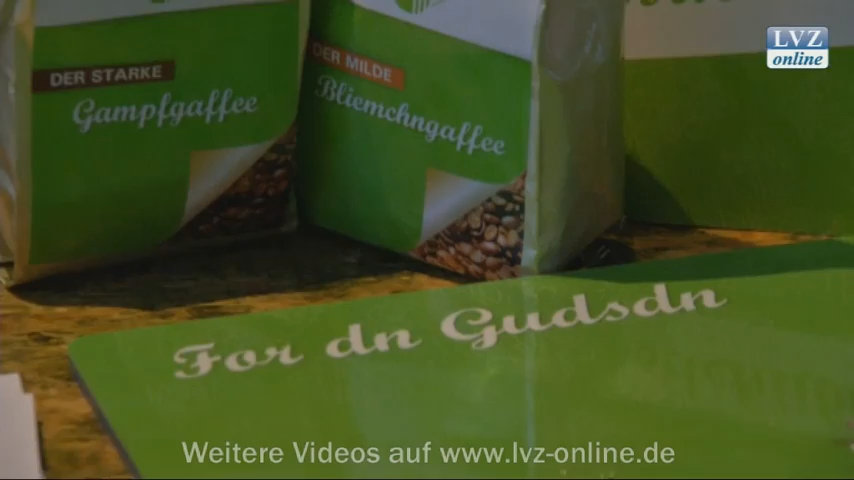 LVZ
online
DER STARKE
Gampfgaffee
DER MILDE
Bliemchngaffee
For dn Gudsdn
Weitere Videos auf www.lvz-online.de